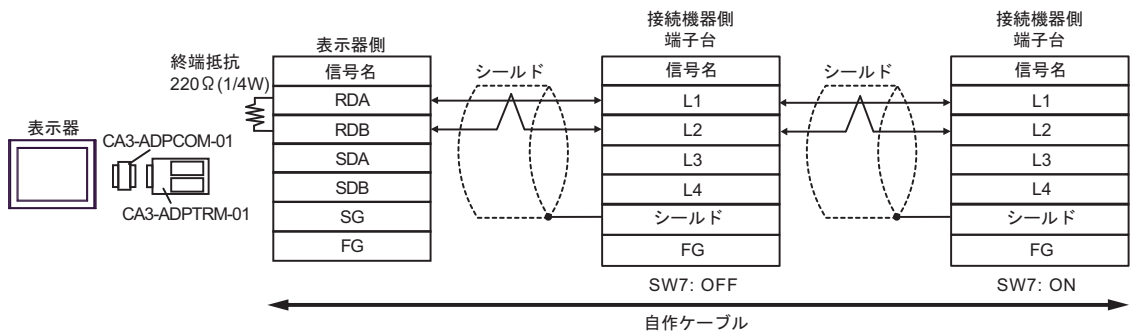 表示器
CA3-ADPCOM-01
CA3-ADPTRM-01
終端抵抗
220Ω(1/4W)
表示器側
信号名
RDA
RDB
SDA
SDB
SG
FG
シールド
接続機器側
端子台
信号名
L1
L2
L3
L4
シールド
FG
SW7: OFF
シールド
接続機器側
端子台
信号名
L1
L2
L3
L4
シールド
FG
SW7: ON
自作ケーブル